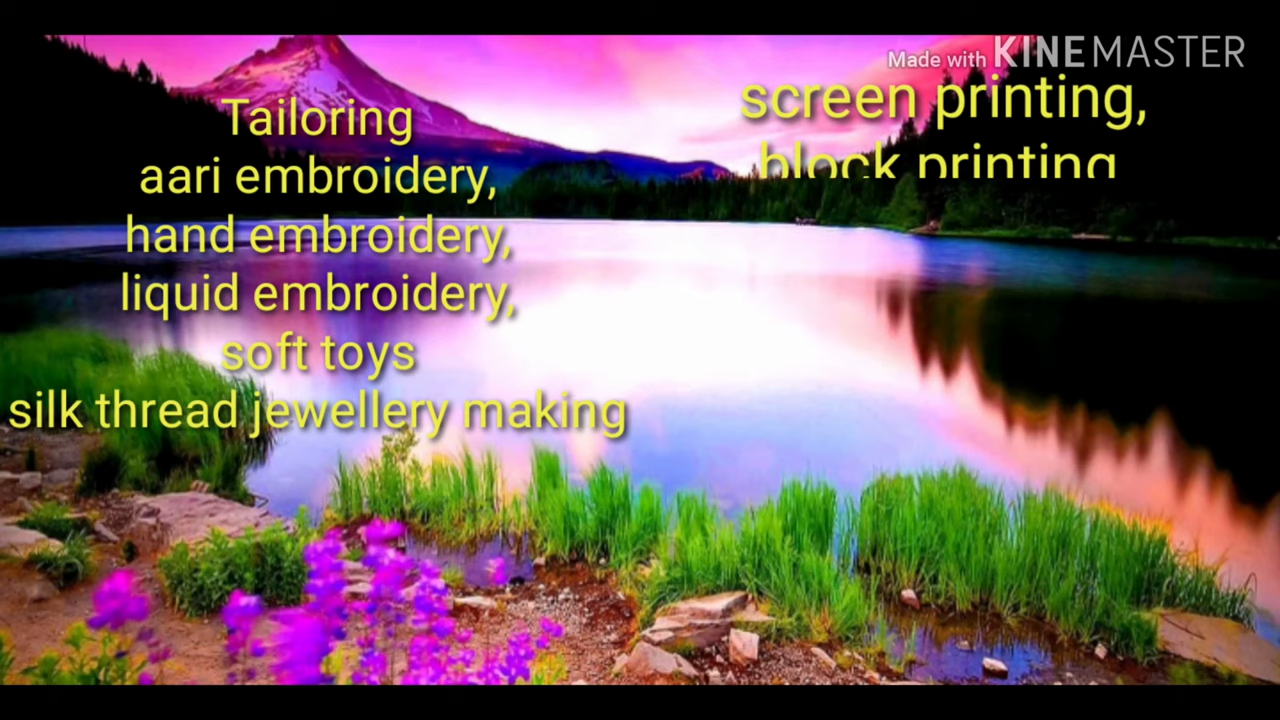 Made with KINEMASTER
Tailoring
aari embroidery,
hand embroidery,
liquid embroidery,
soft toys
silk thread jewellery making
screen printing,
block printing